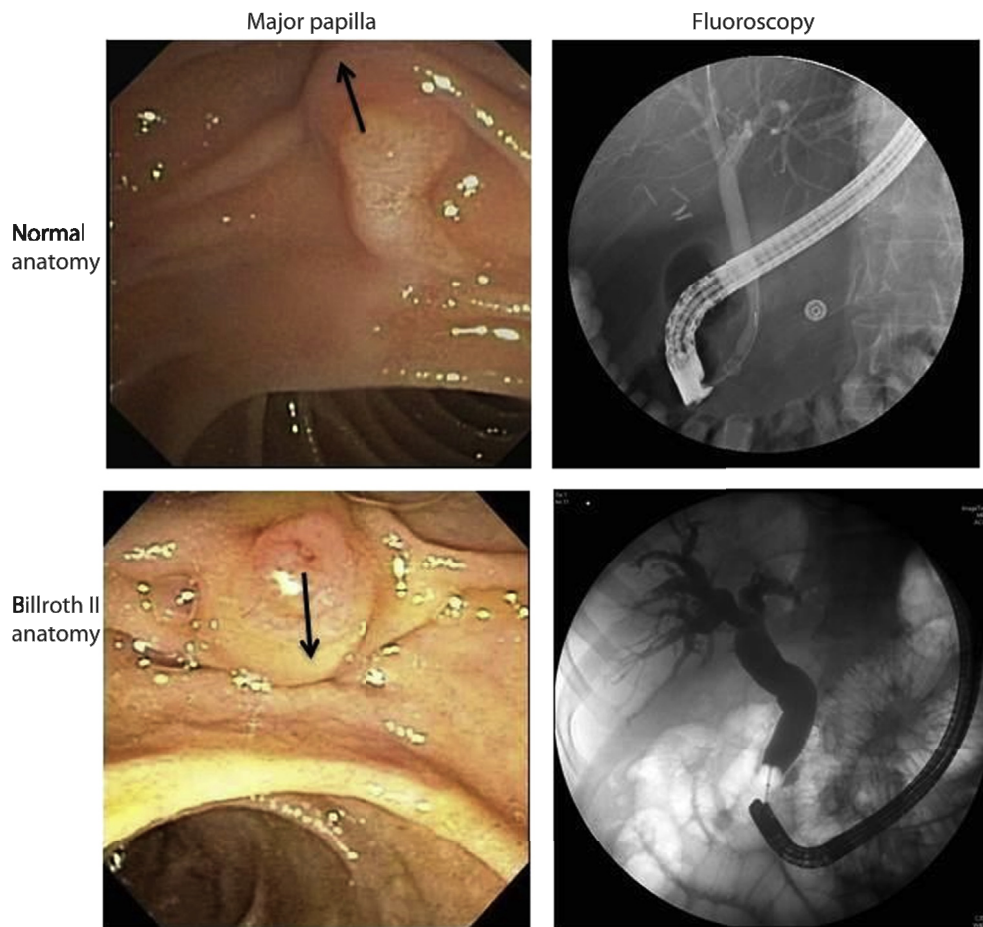 Major papilla
Fluoroscopy
Normal
anatomy
Billroth II
anatomy